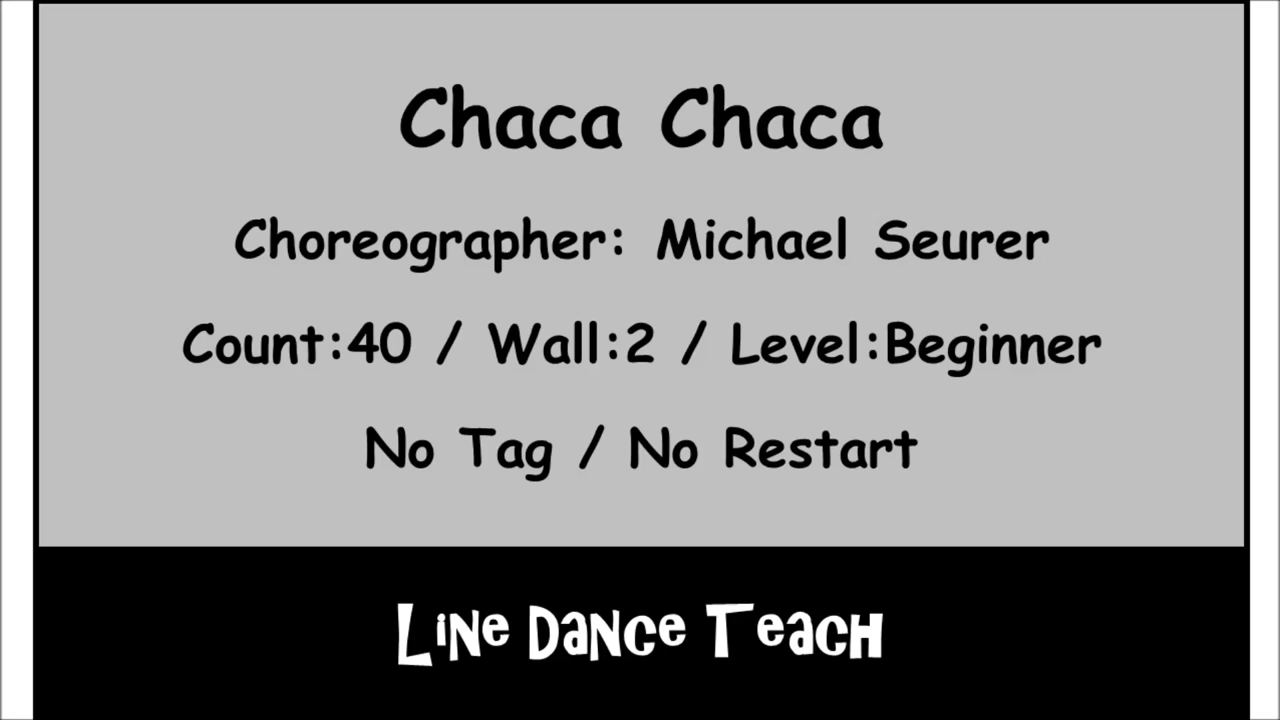 Chaca Chaca
Choreographer: Michael Seurer
Count:40 / Wall:2 / Level:Beginner
No Tag / No Restart
Line Dance Teach